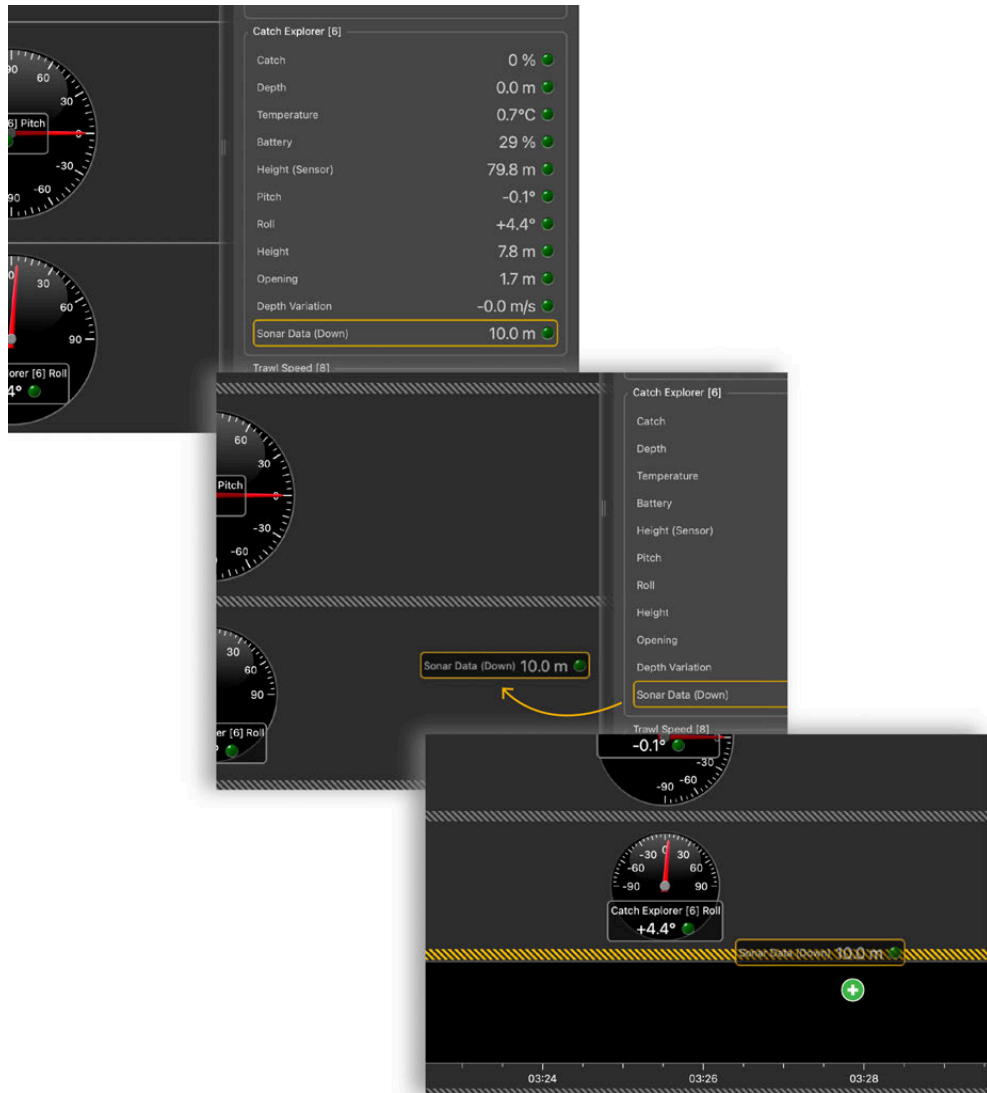 Catch Explorer [6]
Catch 0 %
Depth 0.0 m
Temperature 0.7°C
Battery 29 %
Height (Sensor) 79.8 m
Pitch -0.1°
Roll +4.4°
Height 7.8 m
Opening 1.7 m
Depth Variation -0.0 m/s
Sonar Data (Down) 10.0 m
Trawl Speed [8]
90
60
30
6] Pitch
0
-30
-60
90
0
30
60
90
orer [6] Roll
4°
Catch Explorer [6]
Catch
Depth
Temperature
Battery
Height (Sensor)
Pitch
Roll
Height
Opening
Depth Variation
Sonar Data (Down)
Trawl Speed [8]
60
30
Pitch
0
-30
-60
30
60
90
er [6] Roll
Sonar Data (Down) 10.0 m
-0.1°
-30
-60
-90
-30 0 30
-60 60
-90 90
Catch Explorer [6] Roll
+4.4°
Sonar Data (Down) 10.0 m
03:24 03:26 03:28